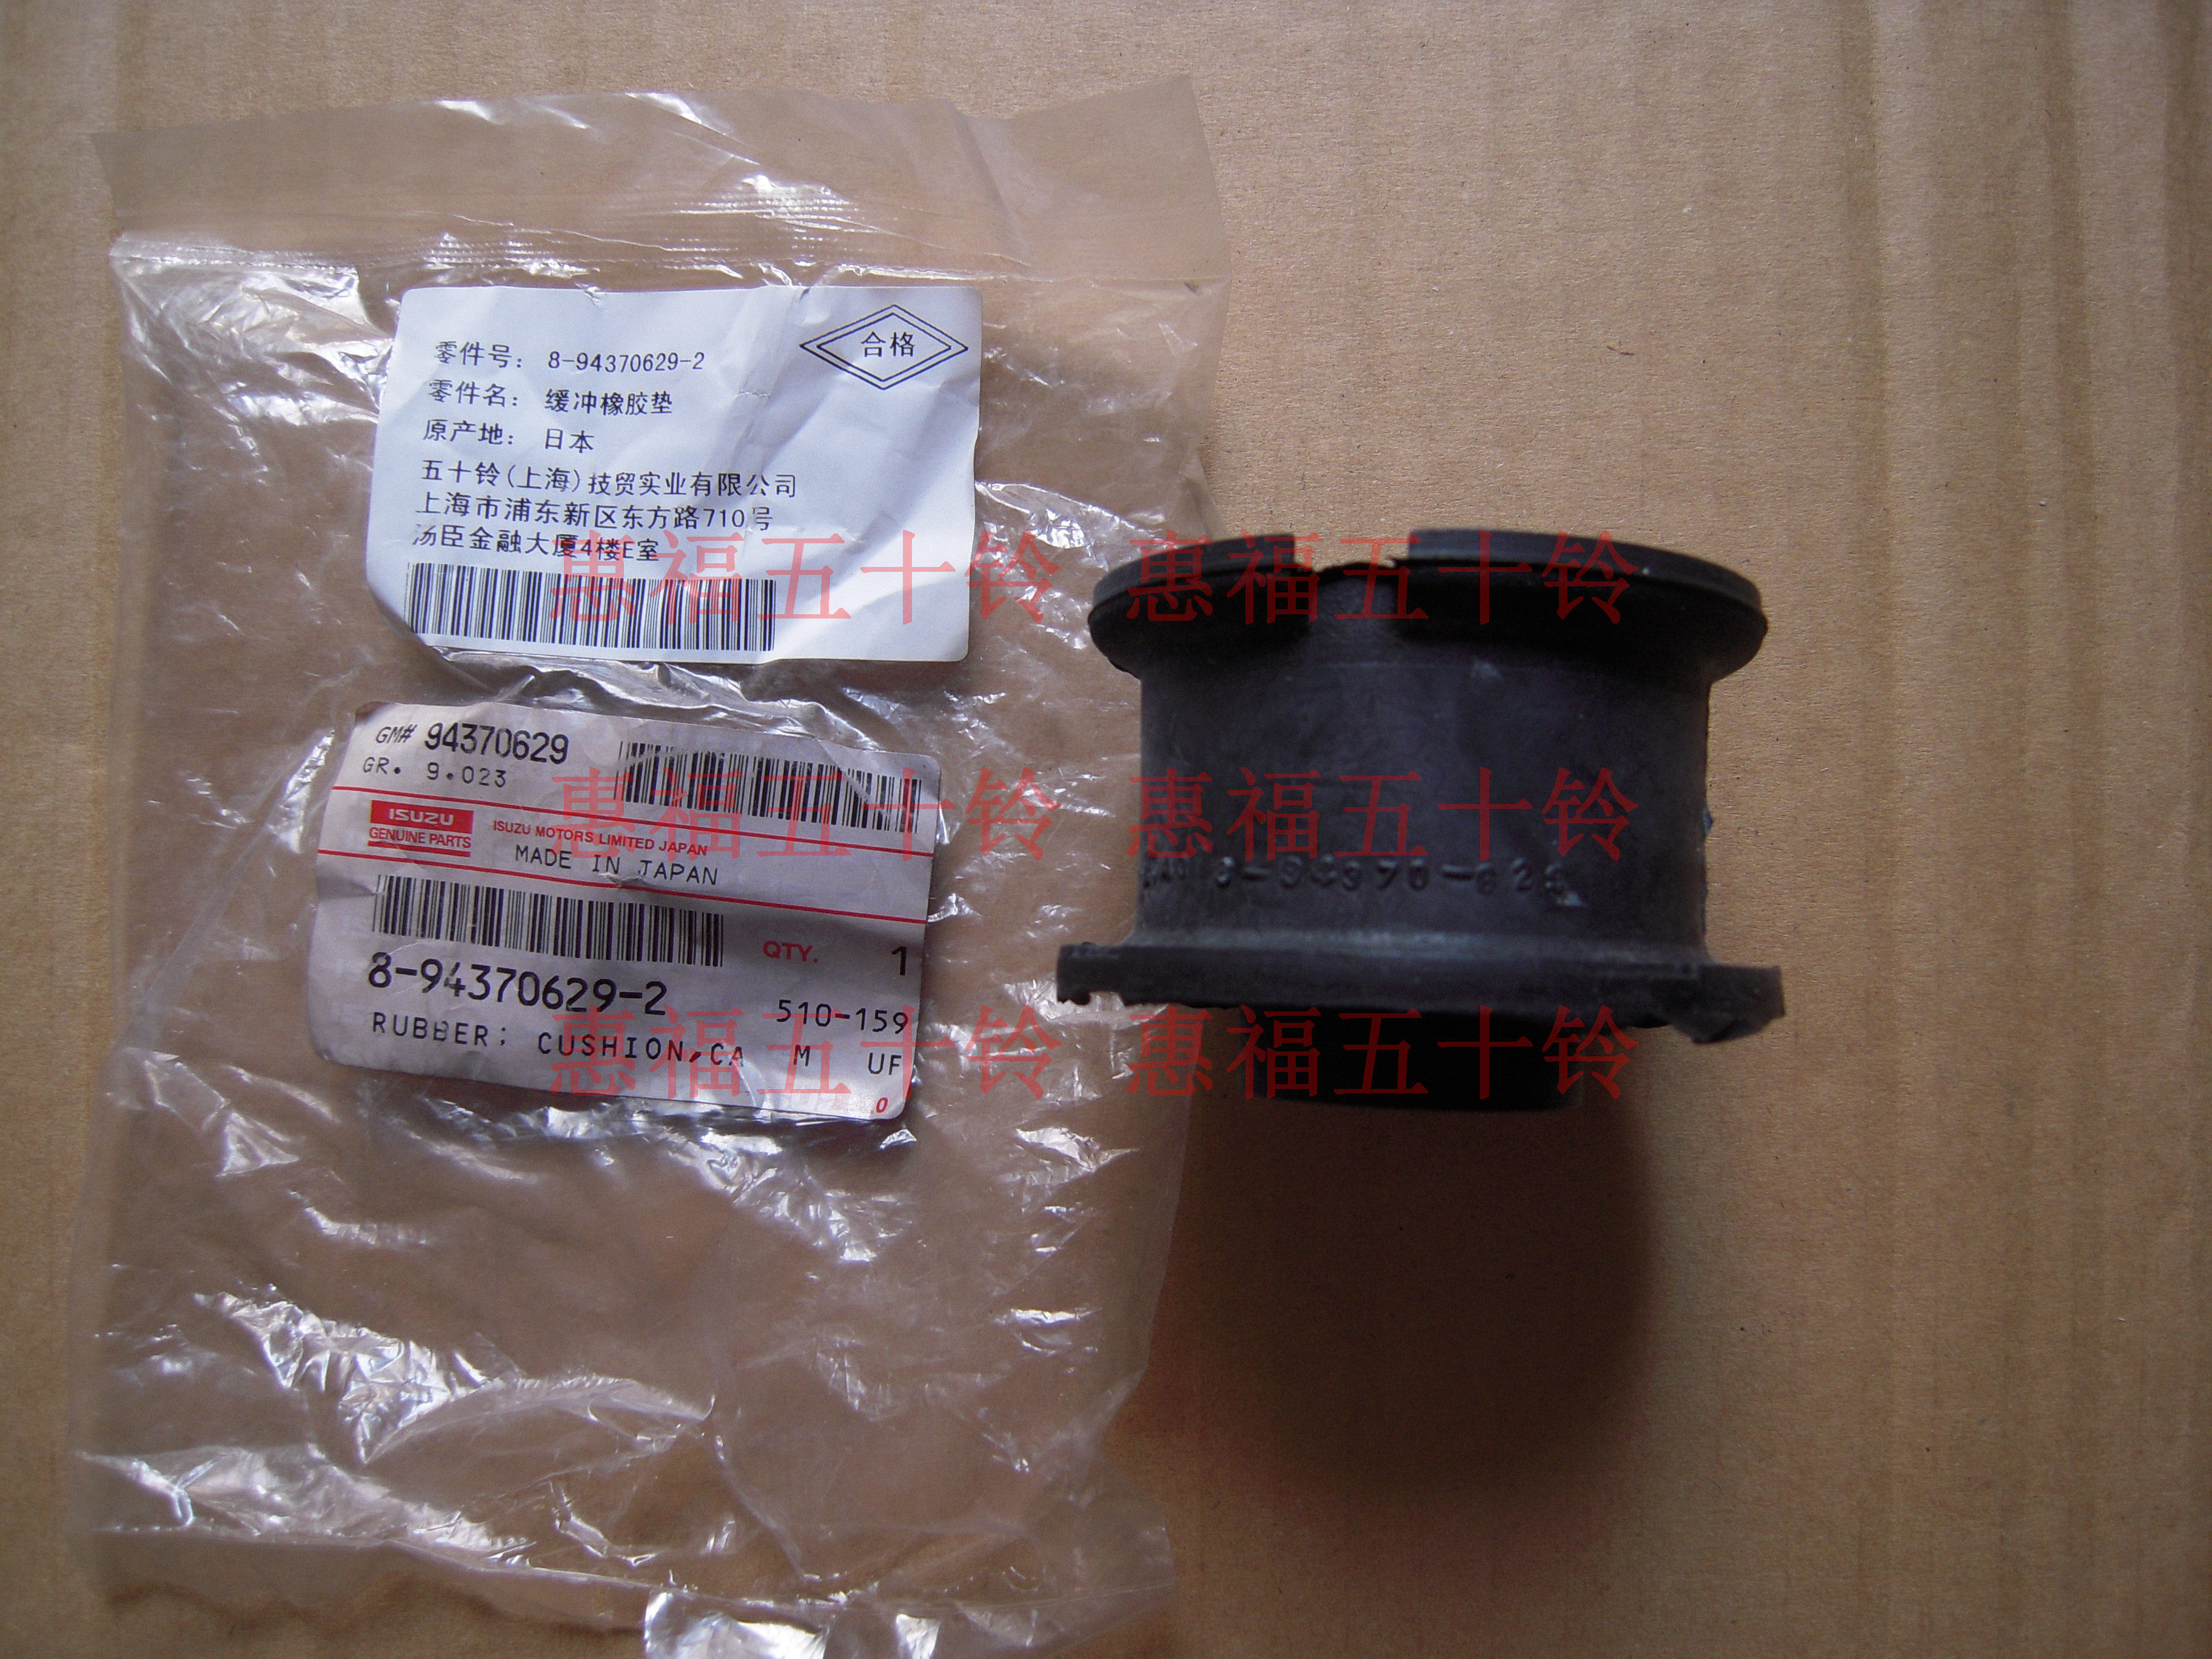 合格
零件号: 8-94370629-2
零件名: 缓冲橡胶垫
原产地: 日本
五十铃(上海)技贸实业有限公司
上海市浦东新区东方路710号
汤臣金融大厦4楼E室
GM# 94370629
GR. 9.023
ISUZU
GENUINE PARTS
ISUZU MOTORS LIMITED JAPAN
MADE IN JAPAN
QTY. 1
8-94370629-2
510-159
RUBBER; CUSHION,CA M UF
0
8-94370-629
惠福五十铃 惠福五十铃
惠福五十铃 惠福五十铃
惠福五十铃 惠福五十铃